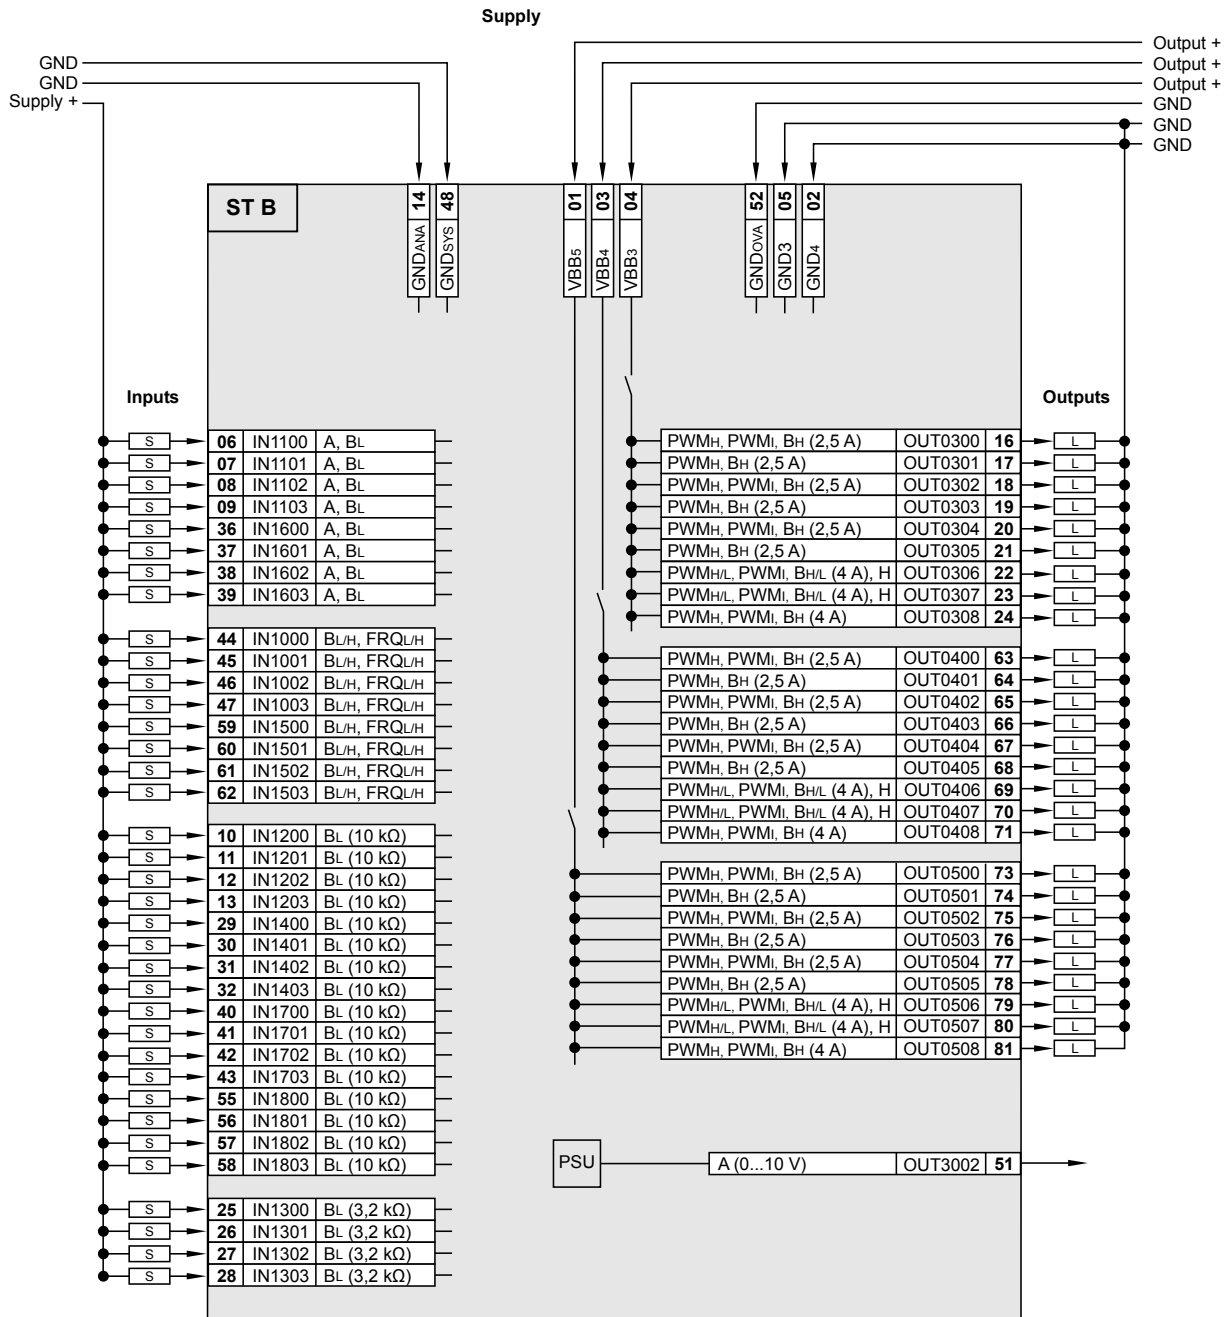 Supply
Output +
GND Output +
GND Output +
Supply + GND
GND
GND
ST B
14 GNDANA
48 GNDSYS
01 VBB5
03 VBB4
04 VBB3
52 GNDOVA
05 GND3
02 GND4
Inputs
S 06 IN1100 A, BL
S 07 IN1101 A, BL
S 08 IN1102 A, BL
S 09 IN1103 A, BL
S 36 IN1600 A, BL
S 37 IN1601 A, BL
S 38 IN1602 A, BL
S 39 IN1603 A, BL
S 44 IN1000 BL/H, FRQL/H
S 45 IN1001 BL/H, FRQL/H
S 46 IN1002 BL/H, FRQL/H
S 47 IN1003 BL/H, FRQL/H
S 59 IN1500 BL/H, FRQL/H
S 60 IN1501 BL/H, FRQL/H
S 61 IN1502 BL/H, FRQL/H
S 62 IN1503 BL/H, FRQL/H
S 10 IN1200 BL (10 kΩ)
S 11 IN1201 BL (10 kΩ)
S 12 IN1202 BL (10 kΩ)
S 13 IN1203 BL (10 kΩ)
S 29 IN1400 BL (10 kΩ)
S 30 IN1401 BL (10 kΩ)
S 31 IN1402 BL (10 kΩ)
S 32 IN1403 BL (10 kΩ)
S 40 IN1700 BL (10 kΩ)
S 41 IN1701 BL (10 kΩ)
S 42 IN1702 BL (10 kΩ)
S 43 IN1703 BL (10 kΩ)
S 55 IN1800 BL (10 kΩ)
S 56 IN1801 BL (10 kΩ)
S 57 IN1802 BL (10 kΩ)
S 58 IN1803 BL (10 kΩ)
S 25 IN1300 BL (3,2 kΩ)
S 26 IN1301 BL (3,2 kΩ)
S 27 IN1302 BL (3,2 kΩ)
S 28 IN1303 BL (3,2 kΩ)
Outputs
PWMH, PWMI, BH (2,5 A) OUT0300 16 L
PWMH, BH (2,5 A) OUT0301 17 L
PWMH, PWMI, BH (2,5 A) OUT0302 18 L
PWMH, BH (2,5 A) OUT0303 19 L
PWMH, PWMI, BH (2,5 A) OUT0304 20 L
PWMH, BH (2,5 A) OUT0305 21 L
PWMH/L, PWMI, BH/L (4 A), H OUT0306 22 L
PWMH/L, PWMI, BH/L (4 A), H OUT0307 23 L
PWMH, PWMI, BH (4 A) OUT0308 24 L
PWMH, PWMI, BH (2,5 A) OUT0400 63 L
PWMH, BH (2,5 A) OUT0401 64 L
PWMH, PWMI, BH (2,5 A) OUT0402 65 L
PWMH, BH (2,5 A) OUT0403 66 L
PWMH, PWMI, BH (2,5 A) OUT0404 67 L
PWMH, BH (2,5 A) OUT0405 68 L
PWMH/L, PWMI, BH/L (4 A), H OUT0406 69 L
PWMH/L, PWMI, BH/L (4 A), H OUT0407 70 L
PWMH, PWMI, BH (4 A) OUT0408 71 L
PWMH, PWMI, BH (2,5 A) OUT0500 73 L
PWMH, BH (2,5 A) OUT0501 74 L
PWMH, PWMI, BH (2,5 A) OUT0502 75 L
PWMH, BH (2,5 A) OUT0503 76 L
PWMH, PWMI, BH (2,5 A) OUT0504 77 L
PWMH, BH (2,5 A) OUT0505 78 L
PWMH/L, PWMI, BH/L (4 A), H OUT0506 79 L
PWMH/L, PWMI, BH/L (4 A), H OUT0507 80 L
PWMH, PWMI, BH (4 A) OUT0508 81 L
PSU A (0...10 V) OUT3002 51